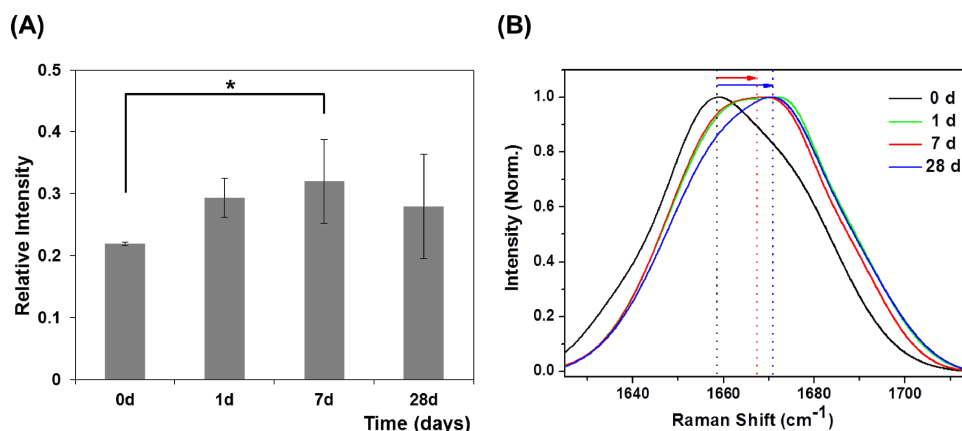 (A)
0.5
0.4
0.3
0.2
0.1
0
Relative Intensity
*
0d 1d 7d 28d
Time (days)
(B)
1.0
0.8
0.6
0.4
0.2
0.0
Intensity (Norm.)
0 d
1 d
7 d
28 d
1640 1660 1680 1700
Raman Shift (cm⁻¹)